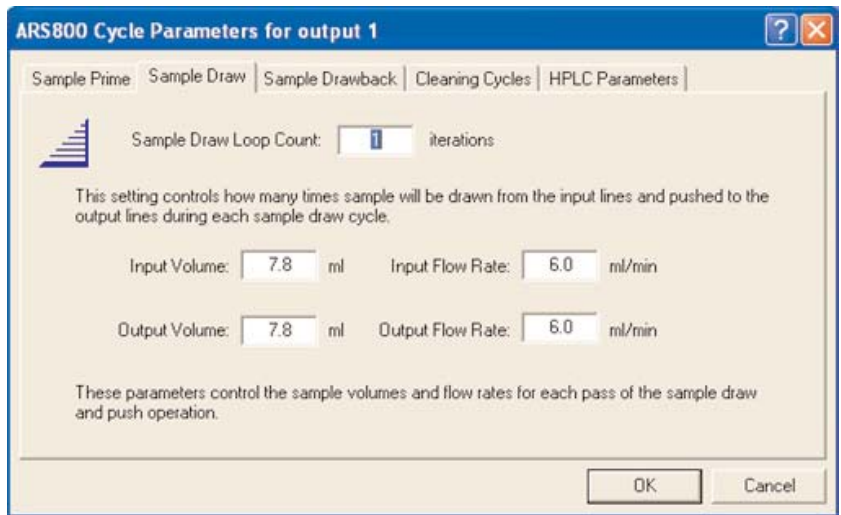 ARS800 Cycle Parameters for output 1
?
Sample Prime
Sample Draw
Sample Drawback
Cleaning Cycles
HPLC Parameters
Sample Draw Loop Count: 1 iterations
This setting controls how many times sample will be drawn from the input lines and pushed to the
output lines during each sample draw cycle.
Input Volume: 7.8 ml Input Flow Rate: 6.0 ml/min
Output Volume: 7.8 ml Output Flow Rate: 6.0 ml/min
These parameters control the sample volumes and flow rates for each pass of the sample draw
and push operation.
OK Cancel